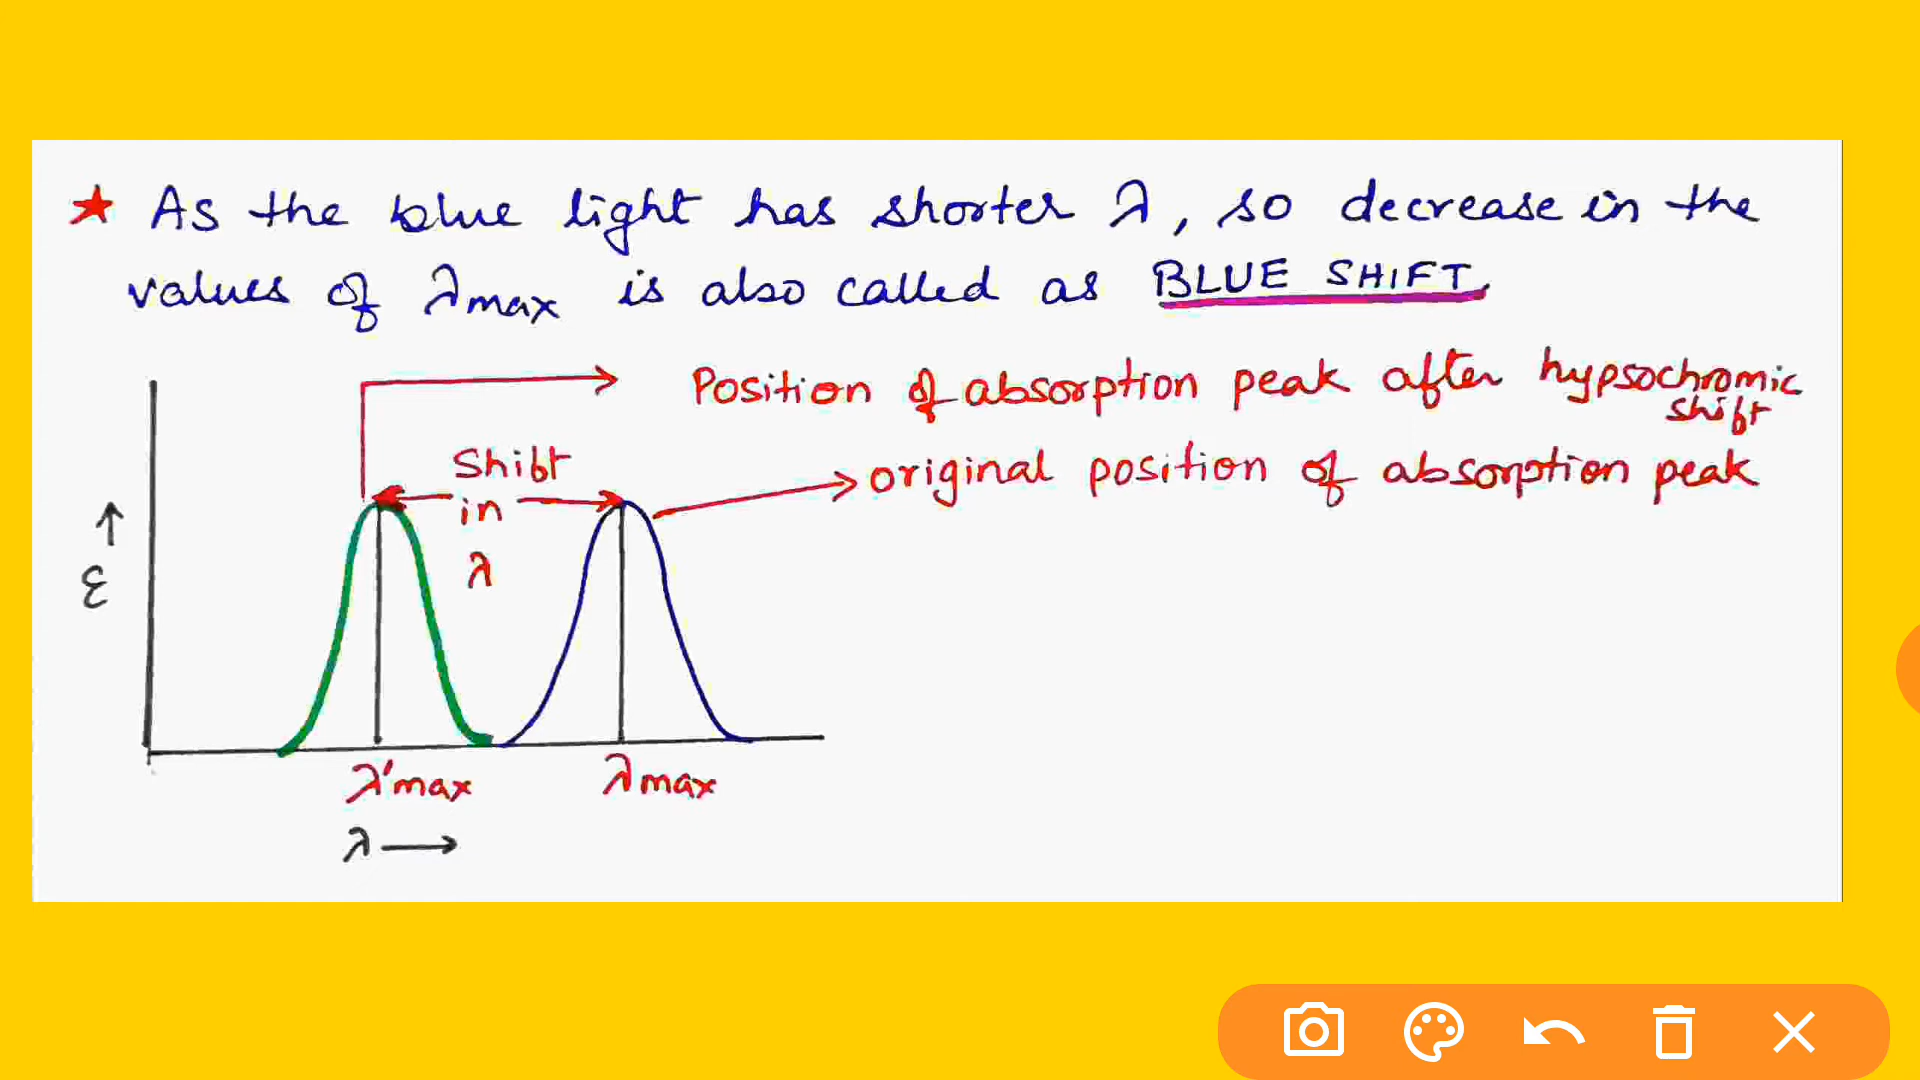 ★ As the blue light has shorter λ, so decrease in the
values of λmax is also called as BLUE SHIFT.
Position of absorption peak after hypsochromic
shift
Shift
in
λ
original position of absorption peak
↑
ε
λ'max
λmax
λ →